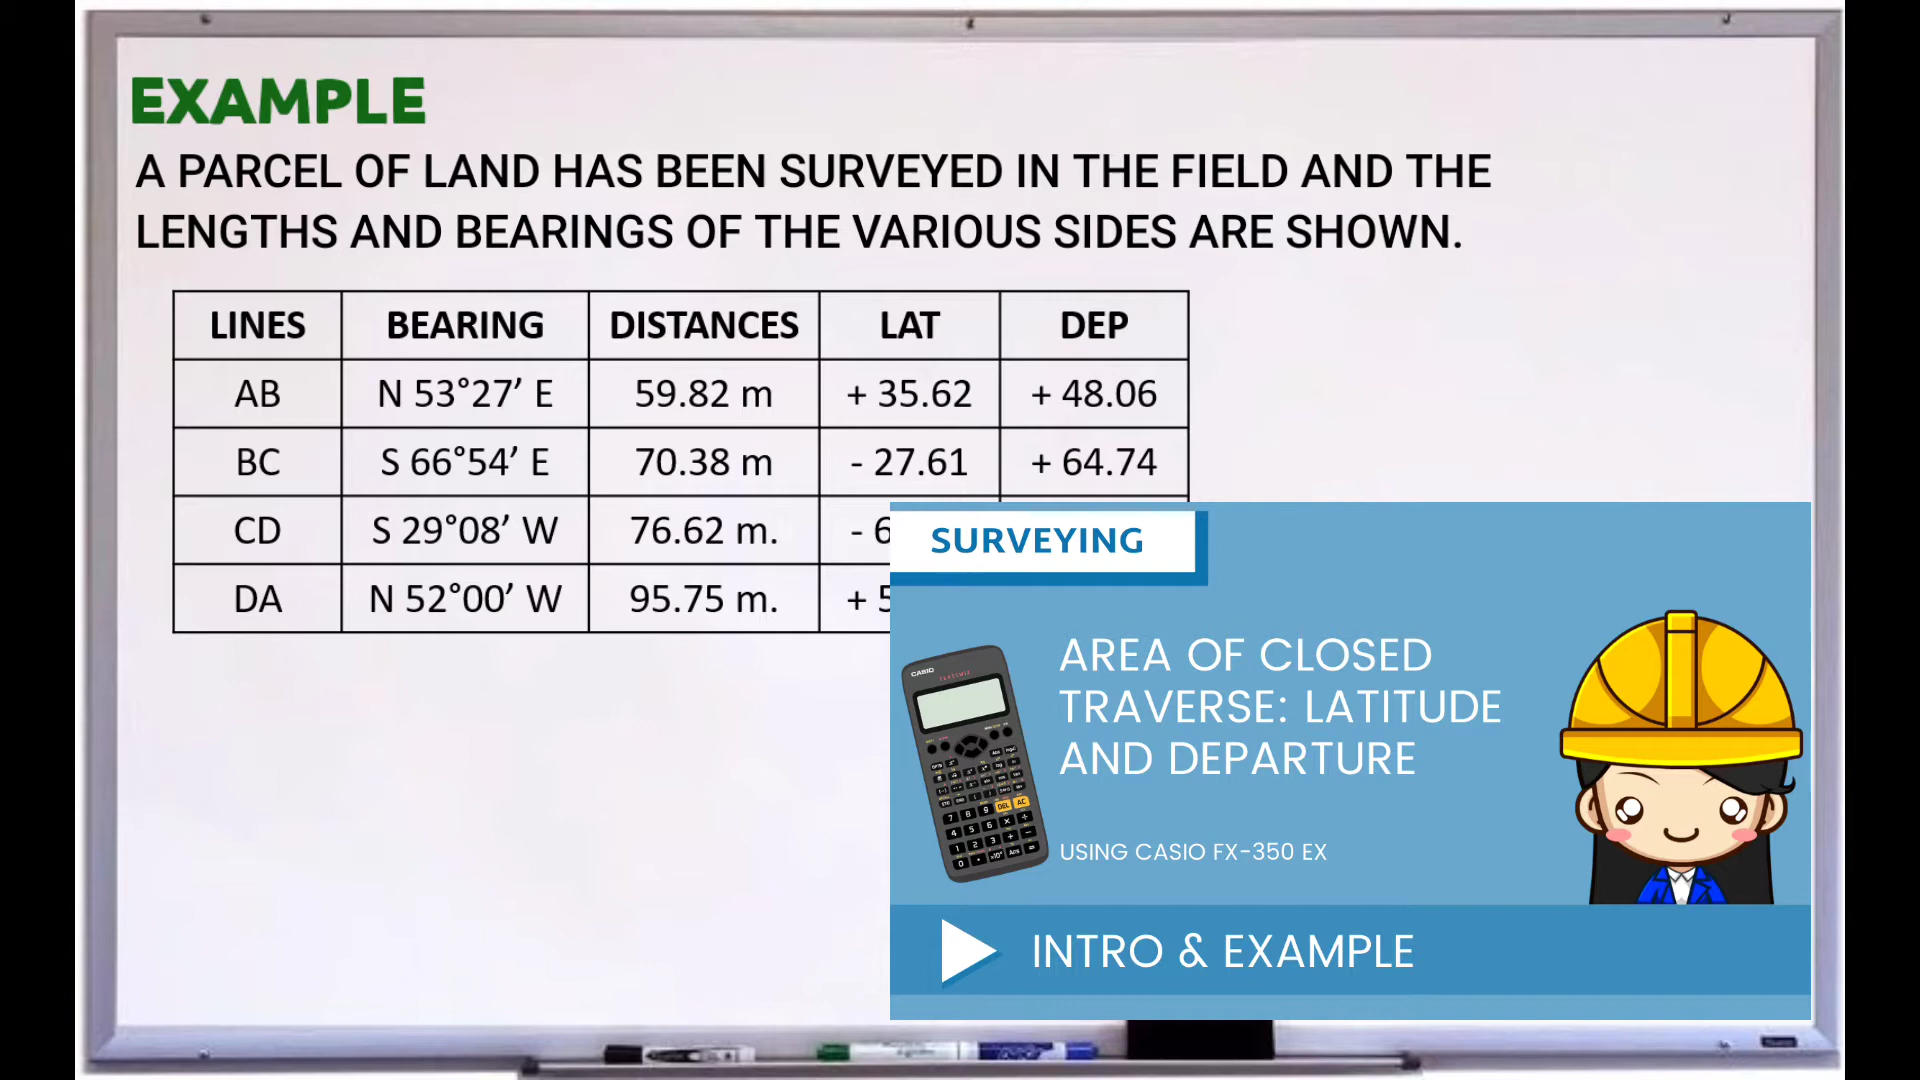 EXAMPLE
A PARCEL OF LAND HAS BEEN SURVEYED IN THE FIELD AND THE
LENGTHS AND BEARINGS OF THE VARIOUS SIDES ARE SHOWN.
LINES BEARING DISTANCES LAT DEP
AB N 53°27’ E 59.82 m + 35.62 + 48.06
BC S 66°54’ E 70.38 m - 27.61 + 64.74
CD S 29°08’ W 76.62 m. - 6
DA N 52°00’ W 95.75 m. + 5
SURVEYING
AREA OF CLOSED
TRAVERSE: LATITUDE
AND DEPARTURE
USING CASIO FX-350 EX
INTRO & EXAMPLE
CASIO